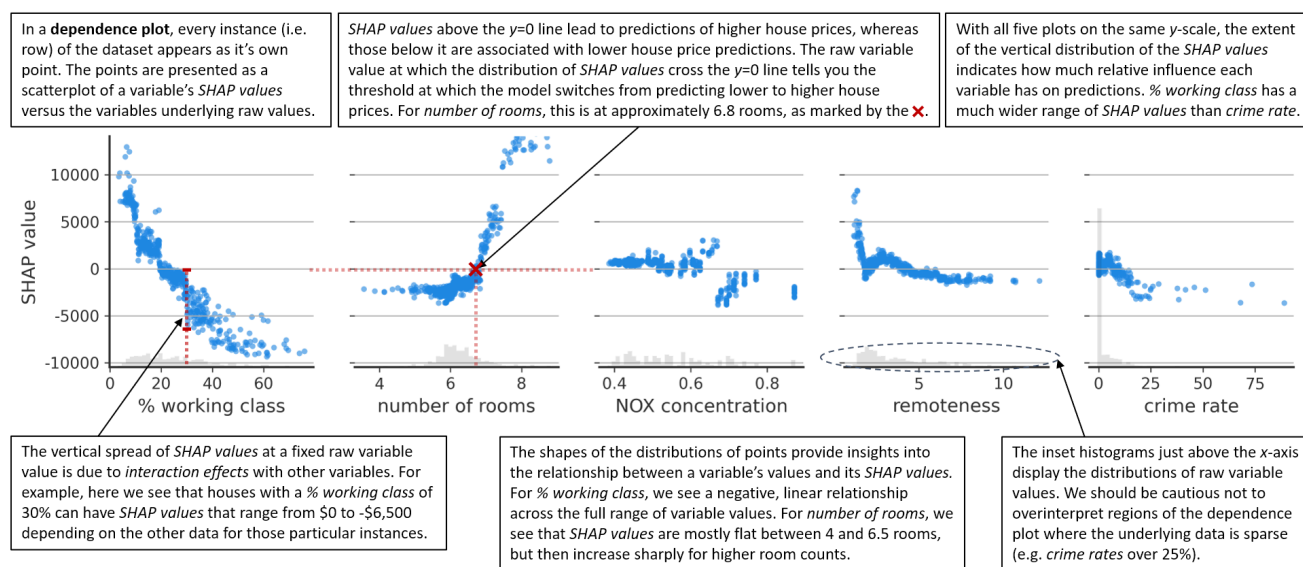 In a dependence plot, every instance (i.e.
row) of the dataset appears as it's own
point. The points are presented as a
scatterplot of a variable's SHAP values
versus the variables underlying raw values.
SHAP values above the y=0 line lead to predictions of higher house prices, whereas
those below it are associated with lower house price predictions. The raw variable
value at which the distribution of SHAP values cross the y=0 line tells you the
threshold at which the model switches from predicting lower to higher house
prices. For number of rooms, this is at approximately 6.8 rooms, as marked by the ×.
With all five plots on the same y-scale, the extent
of the vertical distribution of the SHAP values
indicates how much relative influence each
variable has on predictions. % working class has a
much wider range of SHAP values than crime rate.
SHAP value
10000
5000
0
-5000
-10000
0 20 40 60
% working class
4 6 8
number of rooms
0.4 0.6 0.8
NOX concentration
5 10
remoteness
0 25 50 75
crime rate
The vertical spread of SHAP values at a fixed raw variable
value is due to interaction effects with other variables. For
example, here we see that houses with a % working class of
30% can have SHAP values that range from $0 to -$6,500
depending on the other data for those particular instances.
The shapes of the distributions of points provide insights into
the relationship between a variable's values and its SHAP values.
For % working class, we see a negative, linear relationship
across the full range of variable values. For number of rooms, we
see that SHAP values are mostly flat between 4 and 6.5 rooms,
but then increase sharply for higher room counts.
The inset histograms just above the x-axis
display the distributions of raw variable
values. We should be cautious not to
overinterpret regions of the dependence
plot where the underlying data is sparse
(e.g. crime rates over 25%).